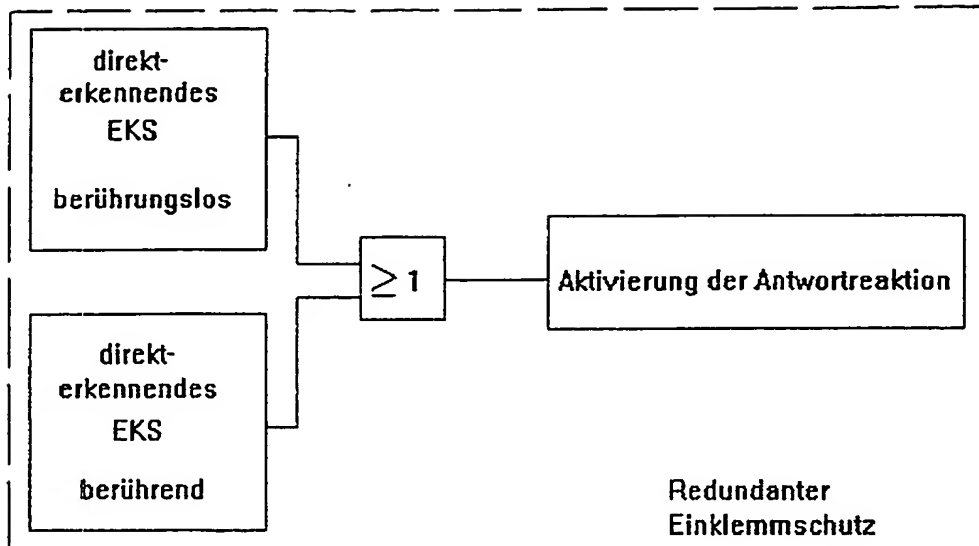 direkt-
erkennendes
EKS
berührungslos
≥ 1
Aktivierung der Antwortreaktion
direkt-
erkennendes
EKS
berührend
Redundanter
Einklemmschutz